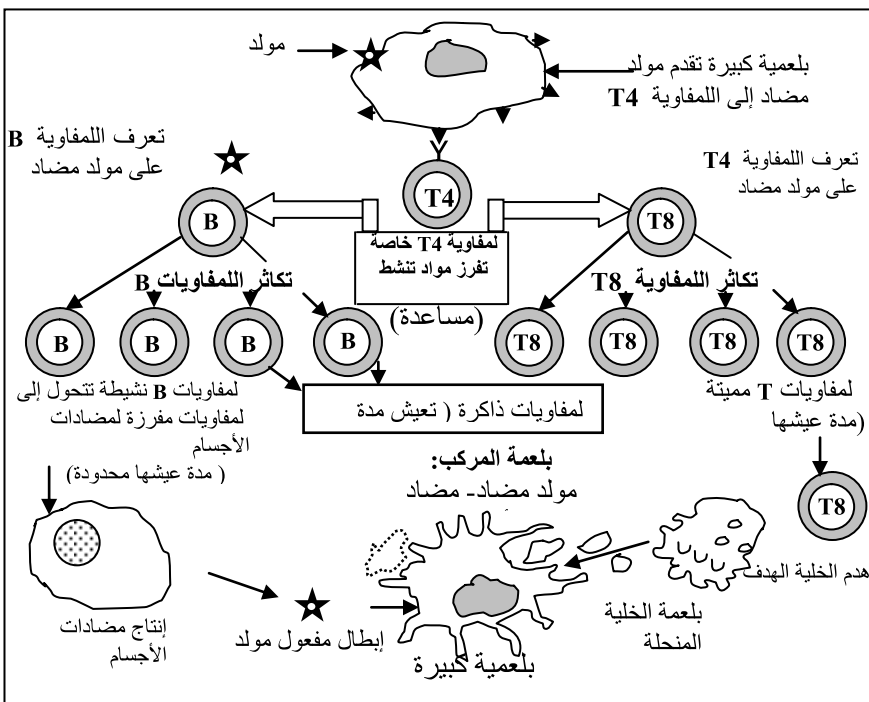 مولد
بلعمية كبيرة تقدم مولد
مضاد إلى اللمفاوية T4
تعرف اللمفاوية B
على مولد مضاد
تعرف اللمفاوية T4
على مولد مضاد
T4
B
T8
لمفاوية T4 خاصة
تفرز مواد تنشط
(مساعدة)
تكاثر اللمفاويات B
تكاثر اللمفاوية T8
B
B
B
B
T8
T8
T8
T8
لمفاويات B نشيطة تتحول إلى
لمفاويات مفرزة لمضادات
الأجسام
( مدة عيشها محدودة)
لمفاويات ذاكرة ( تعيش مدة
لمفاويات T مميتة
(مدة عيشها
بلعمة المركب:
مولد مضاد- مضاد
T8
هدم الخلية الهدف
بلعمة الخلية
المنحلة
إنتاج مضادات
الأجسام
إبطال مفعول مولد
بلعمية كبيرة